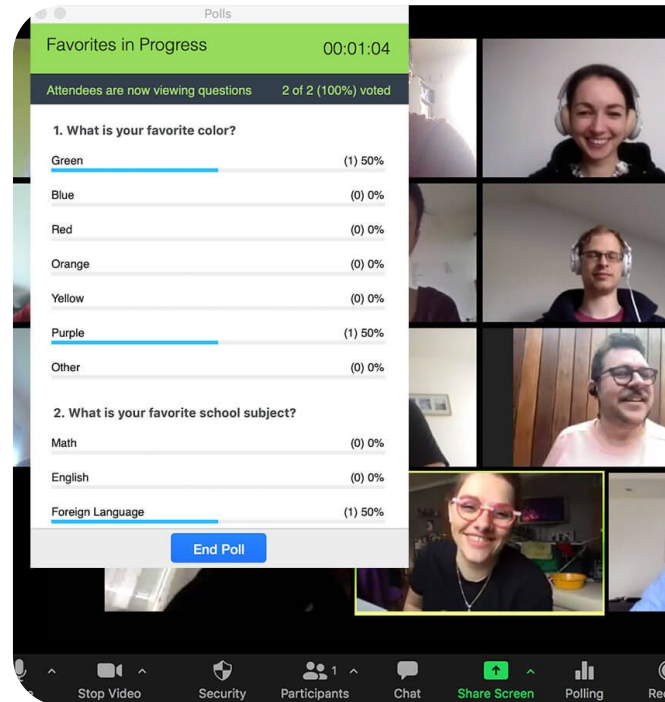 Polls
Favorites in Progress 00:01:04
Attendees are now viewing questions 2 of 2 (100%) voted
1. What is your favorite color?
Green (1) 50%
Blue (0) 0%
Red (0) 0%
Orange (0) 0%
Yellow (0) 0%
Purple (1) 50%
Other (0) 0%
2. What is your favorite school subject?
Math (0) 0%
English (0) 0%
Foreign Language (1) 50%
End Poll
1
Stop Video Security Participants Chat Share Screen Polling